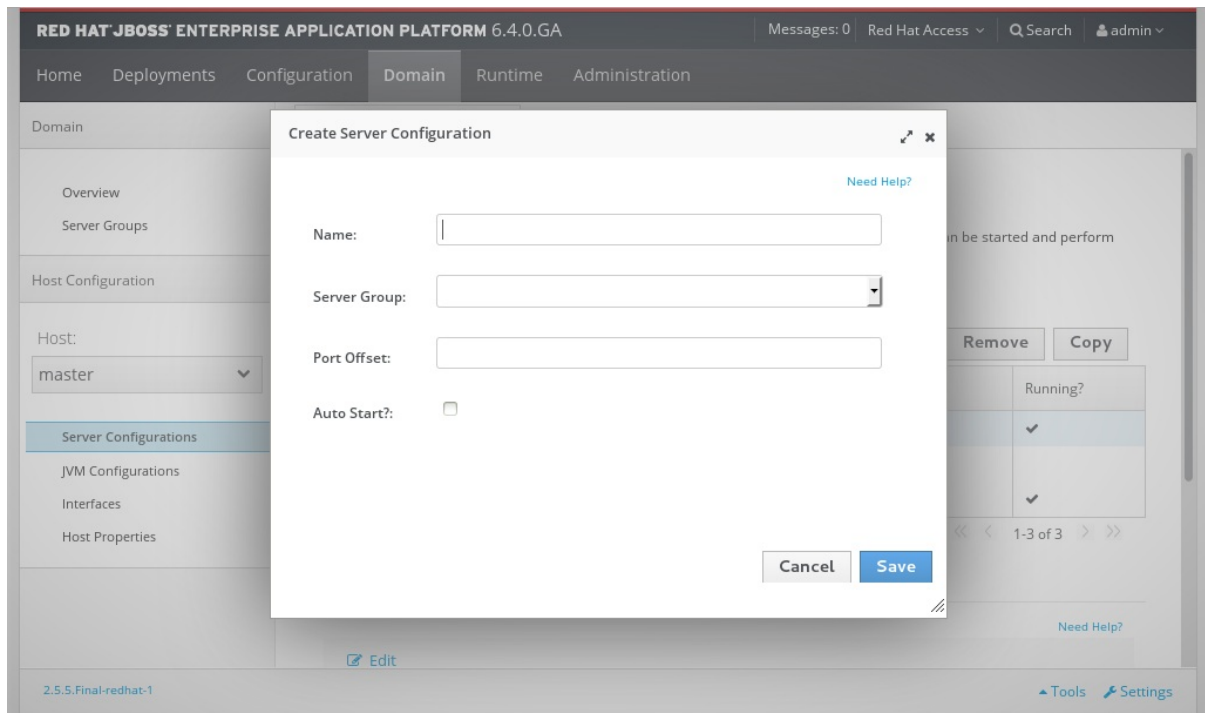 RED HAT JBOSS ENTERPRISE APPLICATION PLATFORM 6.4.0.GA
Messages: 0 Red Hat Access Search admin
Home Deployments Configuration Domain Runtime Administration
Domain
Create Server Configuration
Need Help?
Overview
Server Groups
Name:
n be started and perform
Host Configuration
Server Group:
Host:
Remove Copy
Port Offset:
master
Running?
Auto Start?:
Server Configurations
JVM Configurations
Interfaces
Host Properties
1-3 of 3
Cancel Save
Need Help?
Edit
2.5.5.Final-redhat-1
Tools Settings